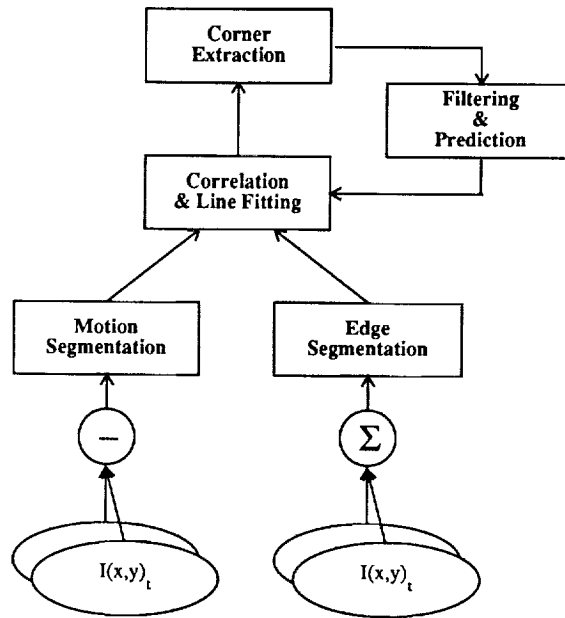 Corner
Extraction
Filtering
&
Prediction
Correlation
& Line Fitting
Motion
Segmentation
Edge
Segmentation
−
Σ
I(x,y)t
I(x,y)t